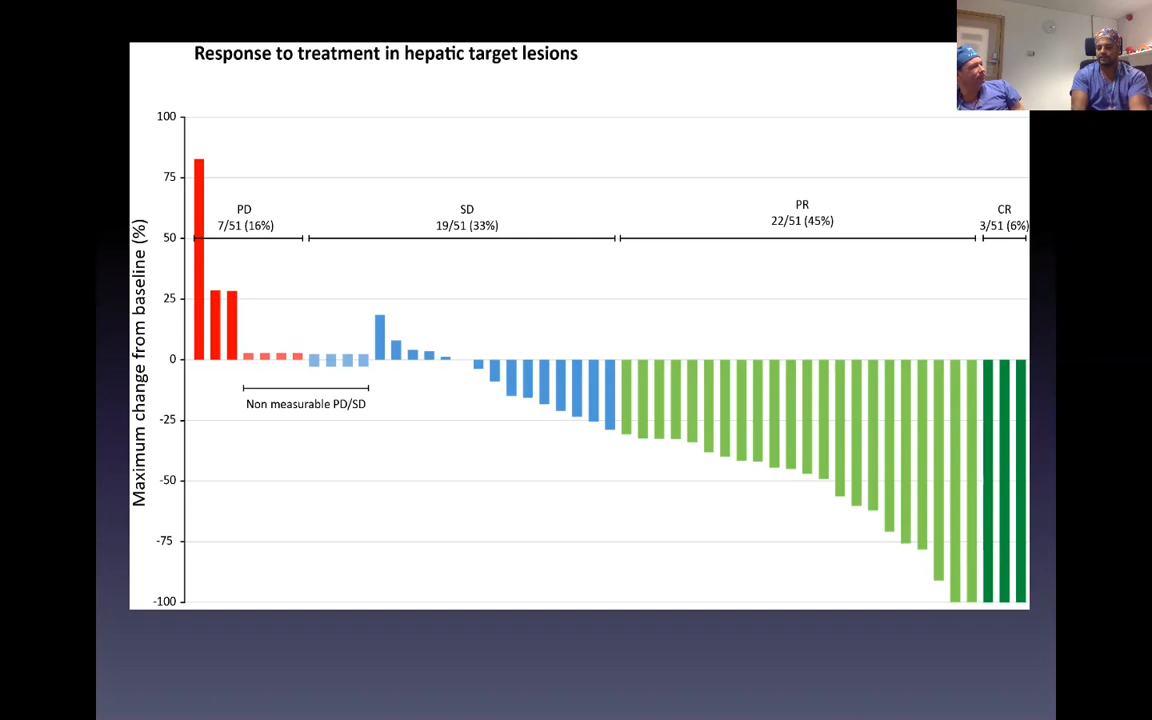 Response to treatment in hepatic target lesions
Maximum change from baseline (%)
100
75
50
25
0
-25
-50
-75
-100
PD
7/51 (16%)
SD
19/51 (33%)
PR
22/51 (45%)
CR
3/51 (6%)
Non measurable PD/SD